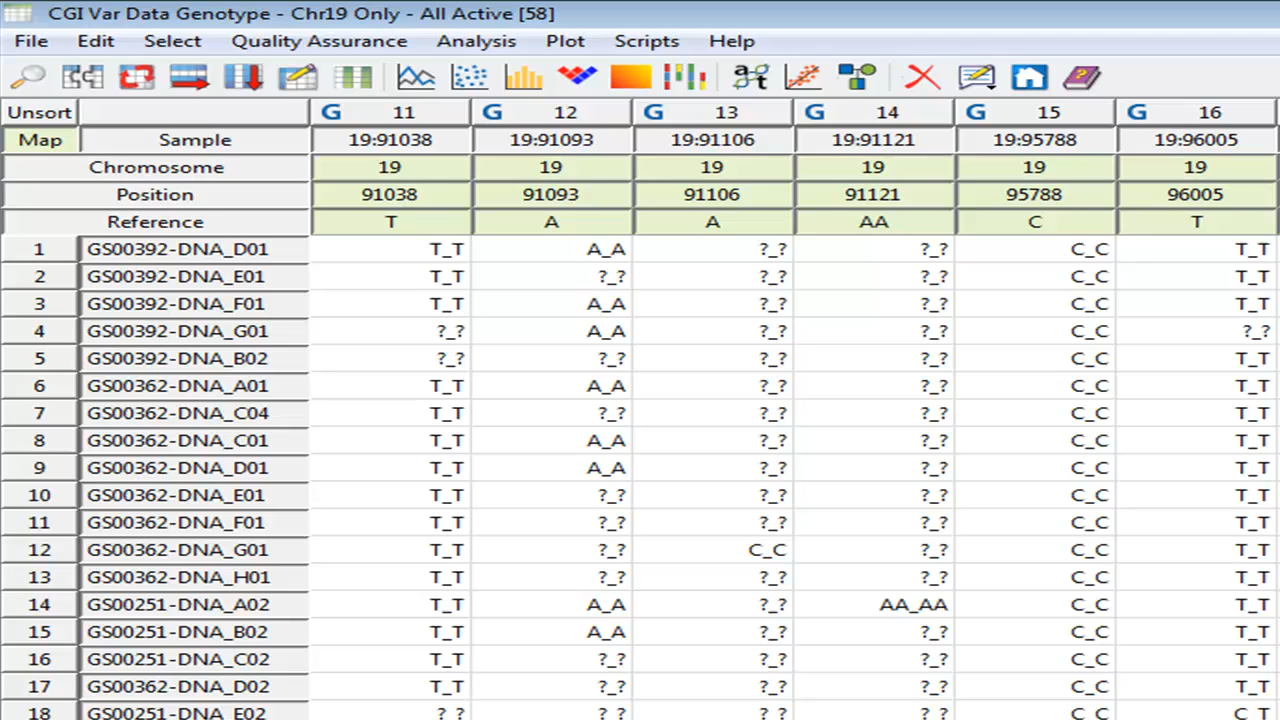 CGI Var Data Genotype - Chr19 Only - All Active [58]
File Edit Select Quality Assurance Analysis Plot Scripts Help
Unsort G 11 G 12 G 13 G 14 G 15 G 16
Map Sample 19:91038 19:91093 19:91106 19:91121 19:95788 19:96005
Chromosome 19 19 19 19 19 19
Position 91038 91093 91106 91121 95788 96005
Reference T A A AA C T
1 GS00392-DNA_D01 T_T A_A ?_? ?_? C_C T_T
2 GS00392-DNA_E01 T_T ?_? ?_? ?_? C_C T_T
3 GS00392-DNA_F01 T_T A_A ?_? ?_? C_C T_T
4 GS00392-DNA_G01 ?_? A_A ?_? ?_? C_C ?_?
5 GS00392-DNA_B02 ?_? ?_? ?_? ?_? C_C T_T
6 GS00362-DNA_A01 T_T A_A ?_? ?_? C_C T_T
7 GS00362-DNA_C04 T_T ?_? ?_? ?_? C_C T_T
8 GS00362-DNA_C01 T_T A_A ?_? ?_? C_C T_T
9 GS00362-DNA_D01 T_T A_A ?_? ?_? C_C T_T
10 GS00362-DNA_E01 T_T ?_? ?_? ?_? C_C T_T
11 GS00362-DNA_F01 T_T ?_? ?_? ?_? C_C T_T
12 GS00362-DNA_G01 T_T ?_? C_C ?_? C_C T_T
13 GS00362-DNA_H01 T_T ?_? ?_? ?_? C_C T_T
14 GS00251-DNA_A02 T_T A_A ?_? AA_AA C_C T_T
15 GS00251-DNA_B02 T_T A_A ?_? ?_? C_C T_T
16 GS00251-DNA_C02 T_T ?_? ?_? ?_? C_C T_T
17 GS00362-DNA_D02 T_T ?_? ?_? ?_? C_C T_T
18 GS00251-DNA_E02 ?_? ?_? ?_? ?_? C_C C_T